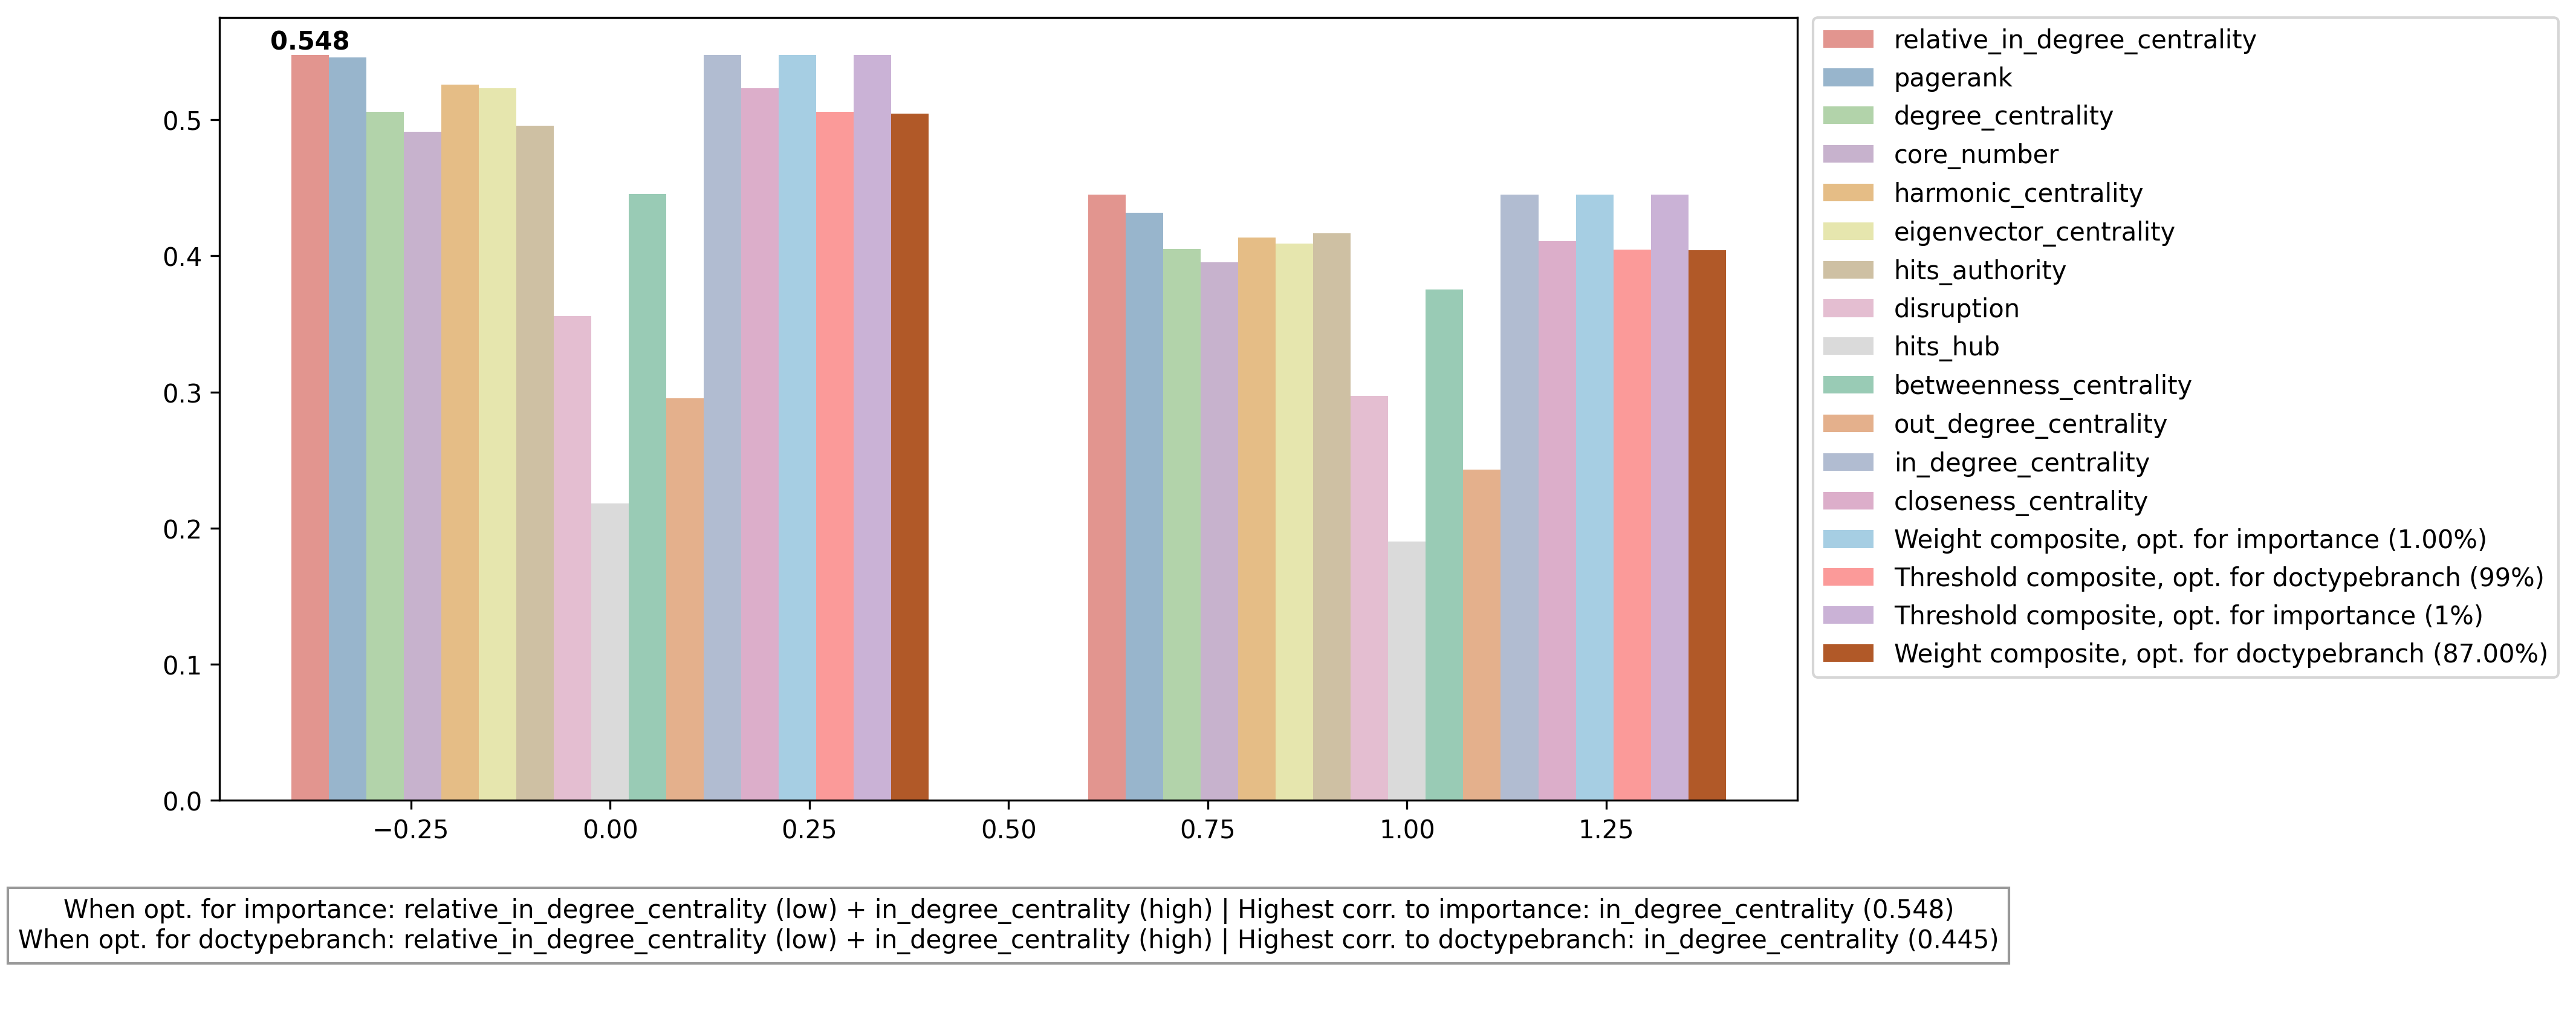 0.548
0.5
0.4
0.3
0.2
0.1
0.0
−0.25 0.00 0.25 0.50 0.75 1.00 1.25
relative_in_degree_centrality
pagerank
degree_centrality
core_number
harmonic_centrality
eigenvector_centrality
hits_authority
disruption
hits_hub
betweenness_centrality
out_degree_centrality
in_degree_centrality
closeness_centrality
Weight composite, opt. for importance (1.00%)
Threshold composite, opt. for doctypebranch (99%)
Threshold composite, opt. for importance (1%)
Weight composite, opt. for doctypebranch (87.00%)
When opt. for importance: relative_in_degree_centrality (low) + in_degree_centrality (high) | Highest corr. to importance: in_degree_centrality (0.548)
When opt. for doctypebranch: relative_in_degree_centrality (low) + in_degree_centrality (high) | Highest corr. to doctypebranch: in_degree_centrality (0.445)